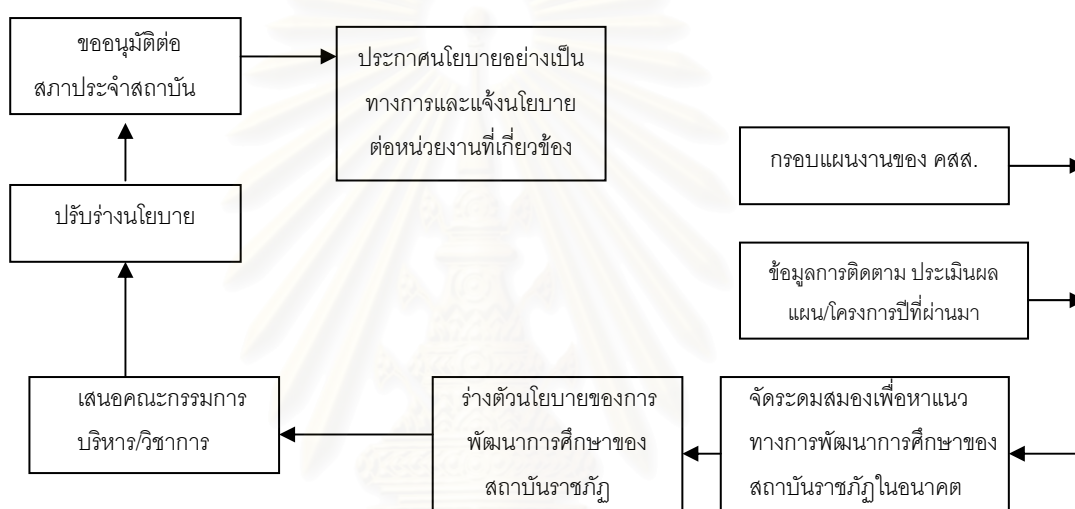 ขออนุมัติต่อ
สภาประจำสถาบัน
ประกาศนโยบายอย่างเป็น
ทางการและแจ้งนโยบาย
ต่อหน่วยงานที่เกี่ยวข้อง
กรอบแผนงานของ คสส.
ปรับร่างนโยบาย
ข้อมูลการติดตาม ประเมินผล
แผน/โครงการปีที่ผ่านมา
เสนอคณะกรรมการ
บริหาร/วิชาการ
ร่างตัวนโยบายของการ
พัฒนาการศึกษาของ
สถาบันราชภัฏ
จัดระดมสมองเพื่อหาแนว
ทางการพัฒนาการศึกษาของ
สถาบันราชภัฏในอนาคต